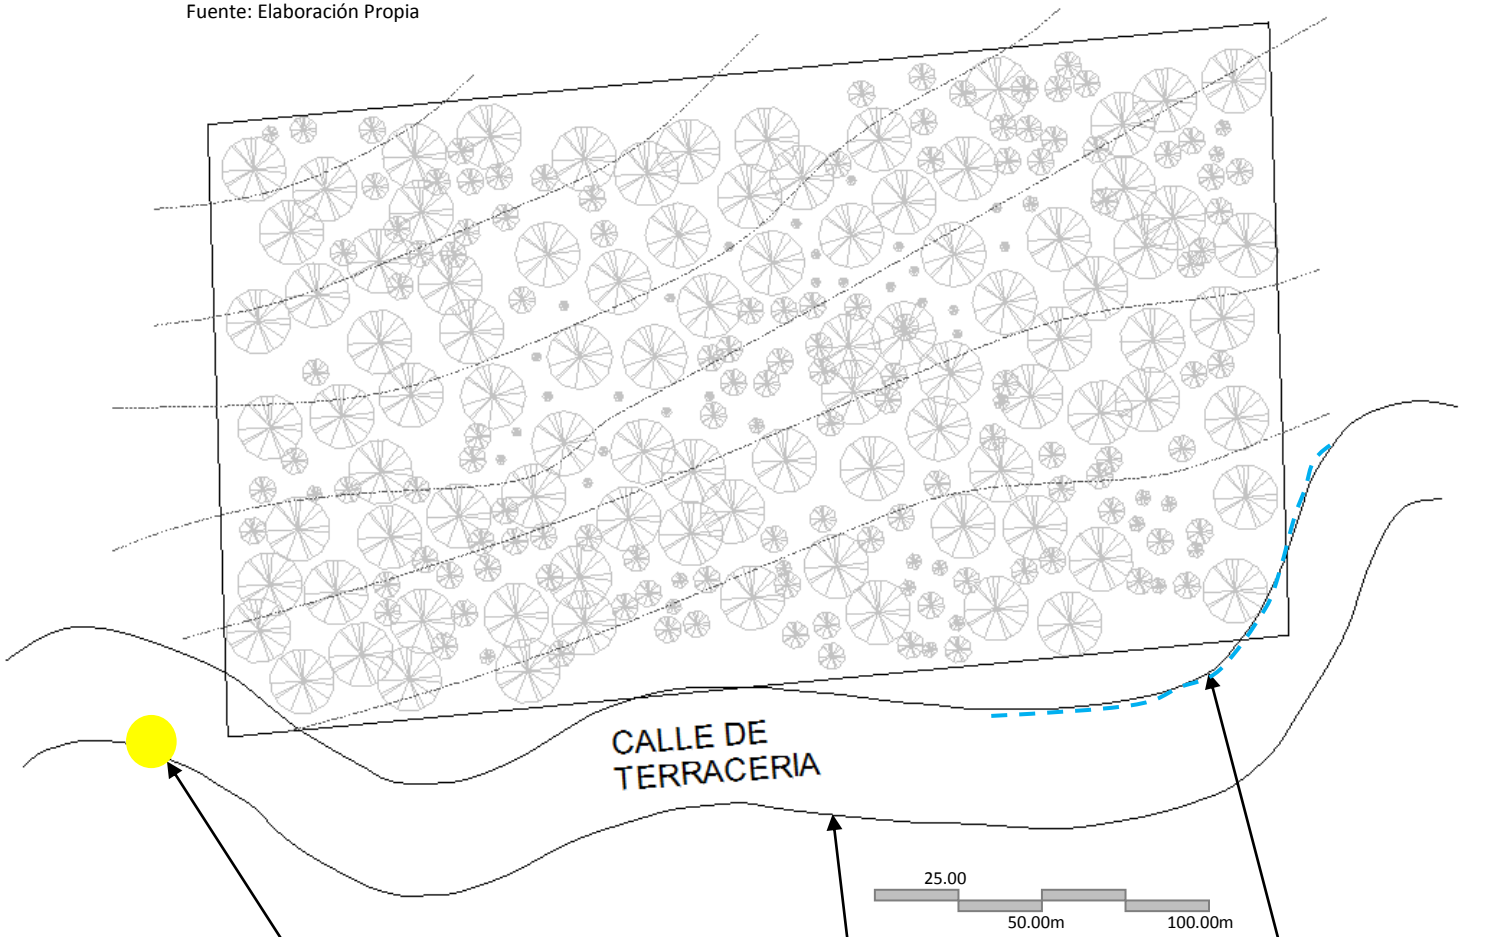 Fuente: Elaboración Propia
CALLE DE
TERRACERIA
25.00
50.00m
100.00m